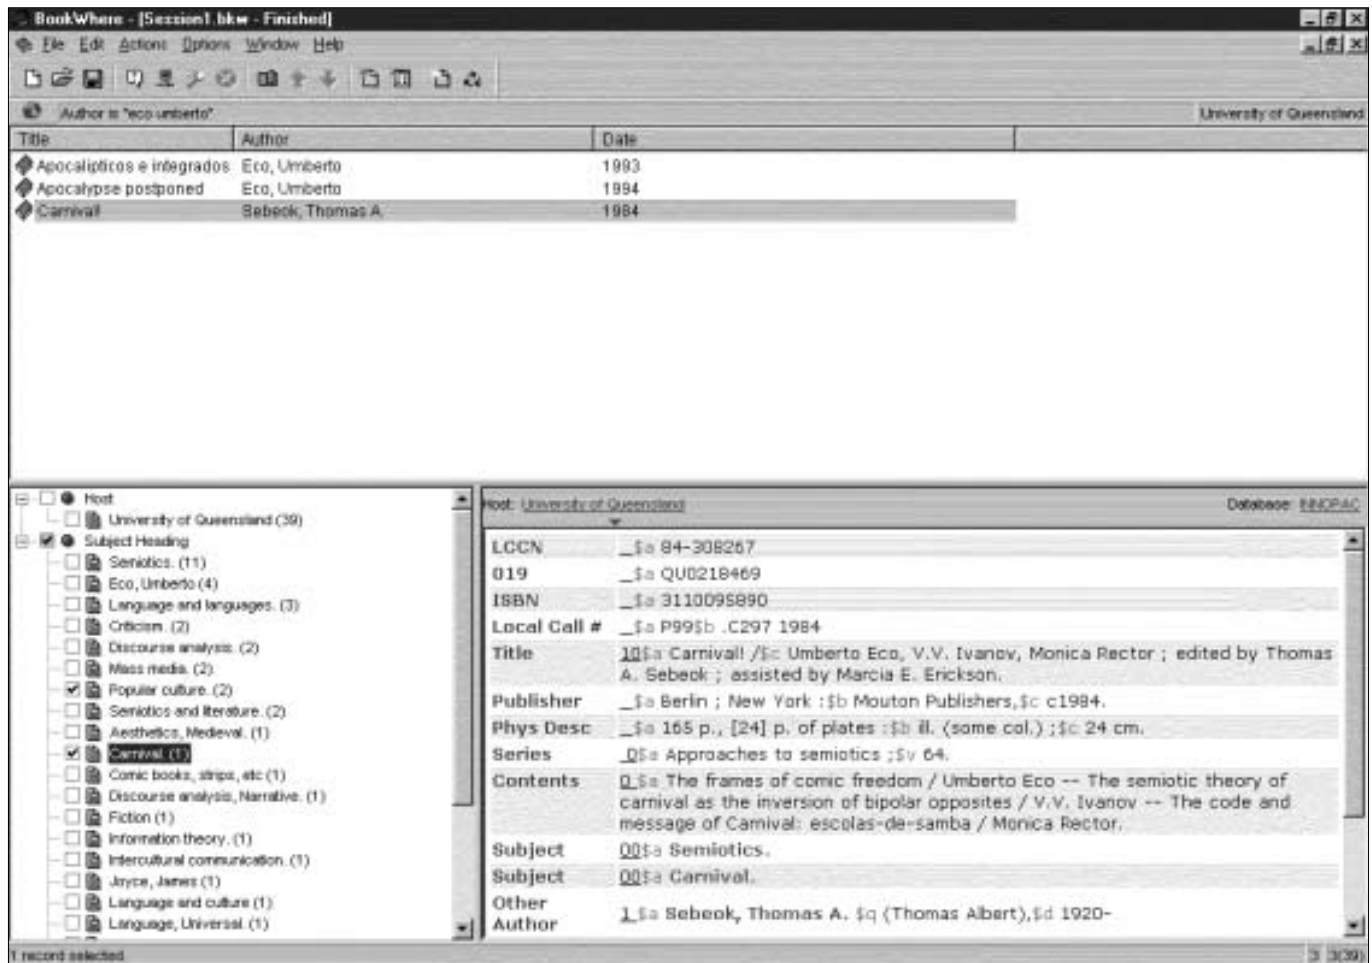 BookWhere - [Session1.bkw - Finished]
File Edit Actions Options Window Help
Author is "eco umberto" University of Queensland
Title Author Date
Apocalipticos e integrados Eco, Umberto 1993
Apocalypse postponed Eco, Umberto 1994
Carnival! Sebeok, Thomas A. 1984
Host
University of Queensland (39)
Subject Heading
Semiotics. (11)
Eco, Umberto (4)
Language and languages. (3)
Criticism. (2)
Discourse analysis. (2)
Mass media. (2)
Popular culture. (2)
Semiotics and literature. (2)
Aesthetics, Medieval. (1)
Carnival. (1)
Comic books, strips, etc (1)
Discourse analysis, Narrative. (1)
Fiction (1)
Information theory. (1)
Intercultural communication. (1)
Joyce, James (1)
Language and culture (1)
Language, Universal. (1)
Host: University of Queensland Database: INNOPAC
LCCN _$a 84-308267
019 _$a QU0218469
ISBN _$a 3110095890
Local Call # _$a P99$b .C297 1984
Title 10$a Carnival! /$c Umberto Eco, V.V. Ivanov, Monica Rector ; edited by Thomas
A. Sebeok ; assisted by Marcia E. Erickson.
Publisher _$a Berlin ; New York :$b Mouton Publishers,$c c1984.
Phys Desc _$a 165 p., [24] p. of plates :$b ill. (some col.) ;$c 24 cm.
Series _0$a Approaches to semiotics ;$v 64.
Contents 0_$a The frames of comic freedom / Umberto Eco -- The semiotic theory of
carnival as the inversion of bipolar opposites / V.V. Ivanov -- The code and
message of Carnival: escolas-de-samba / Monica Rector.
Subject 00$a Semiotics.
Subject 00$a Carnival.
Other
Author 1_$a Sebeok, Thomas A. $q (Thomas Albert),$d 1920-
1 record selected 3 3(39)